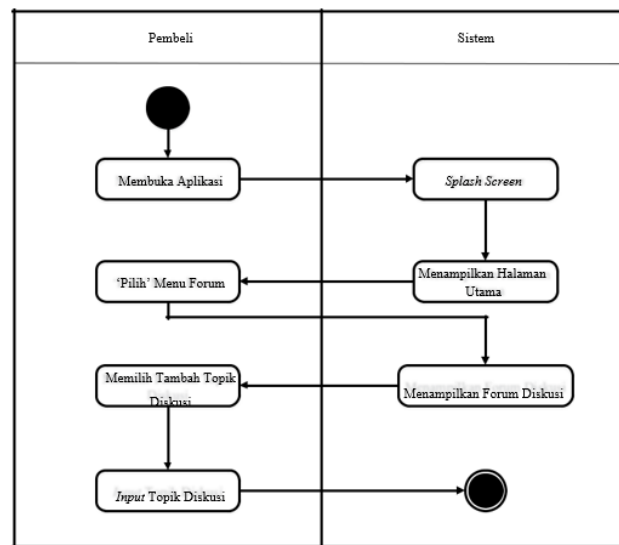 Pembeli
Sistem
Membuka Aplikasi
Splash Screen
Menampilkan Halaman
Utama
‘Pilih’ Menu Forum
Menampilkan Forum Diskusi
Memilih Tambah Topik
Diskusi
Input Topik Diskusi